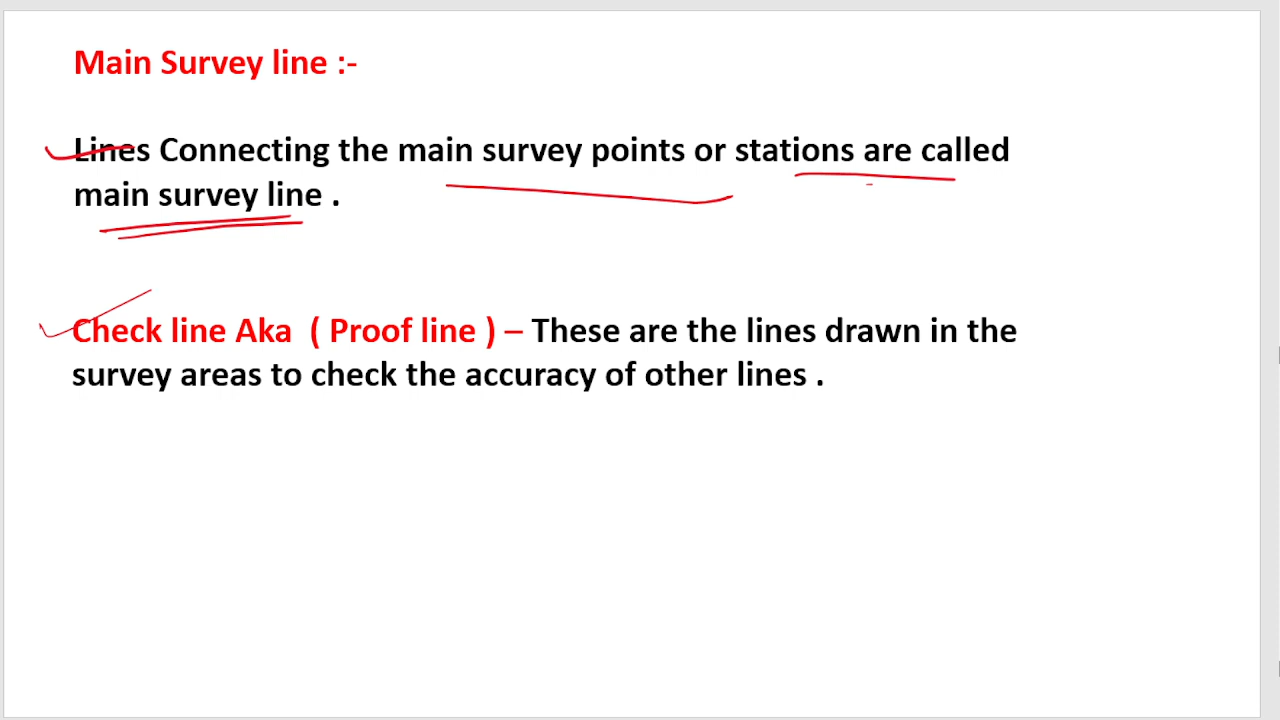 Main Survey line :-
Lines Connecting the main survey points or stations are called
main survey line .
Check line Aka ( Proof line ) – These are the lines drawn in the
survey areas to check the accuracy of other lines .